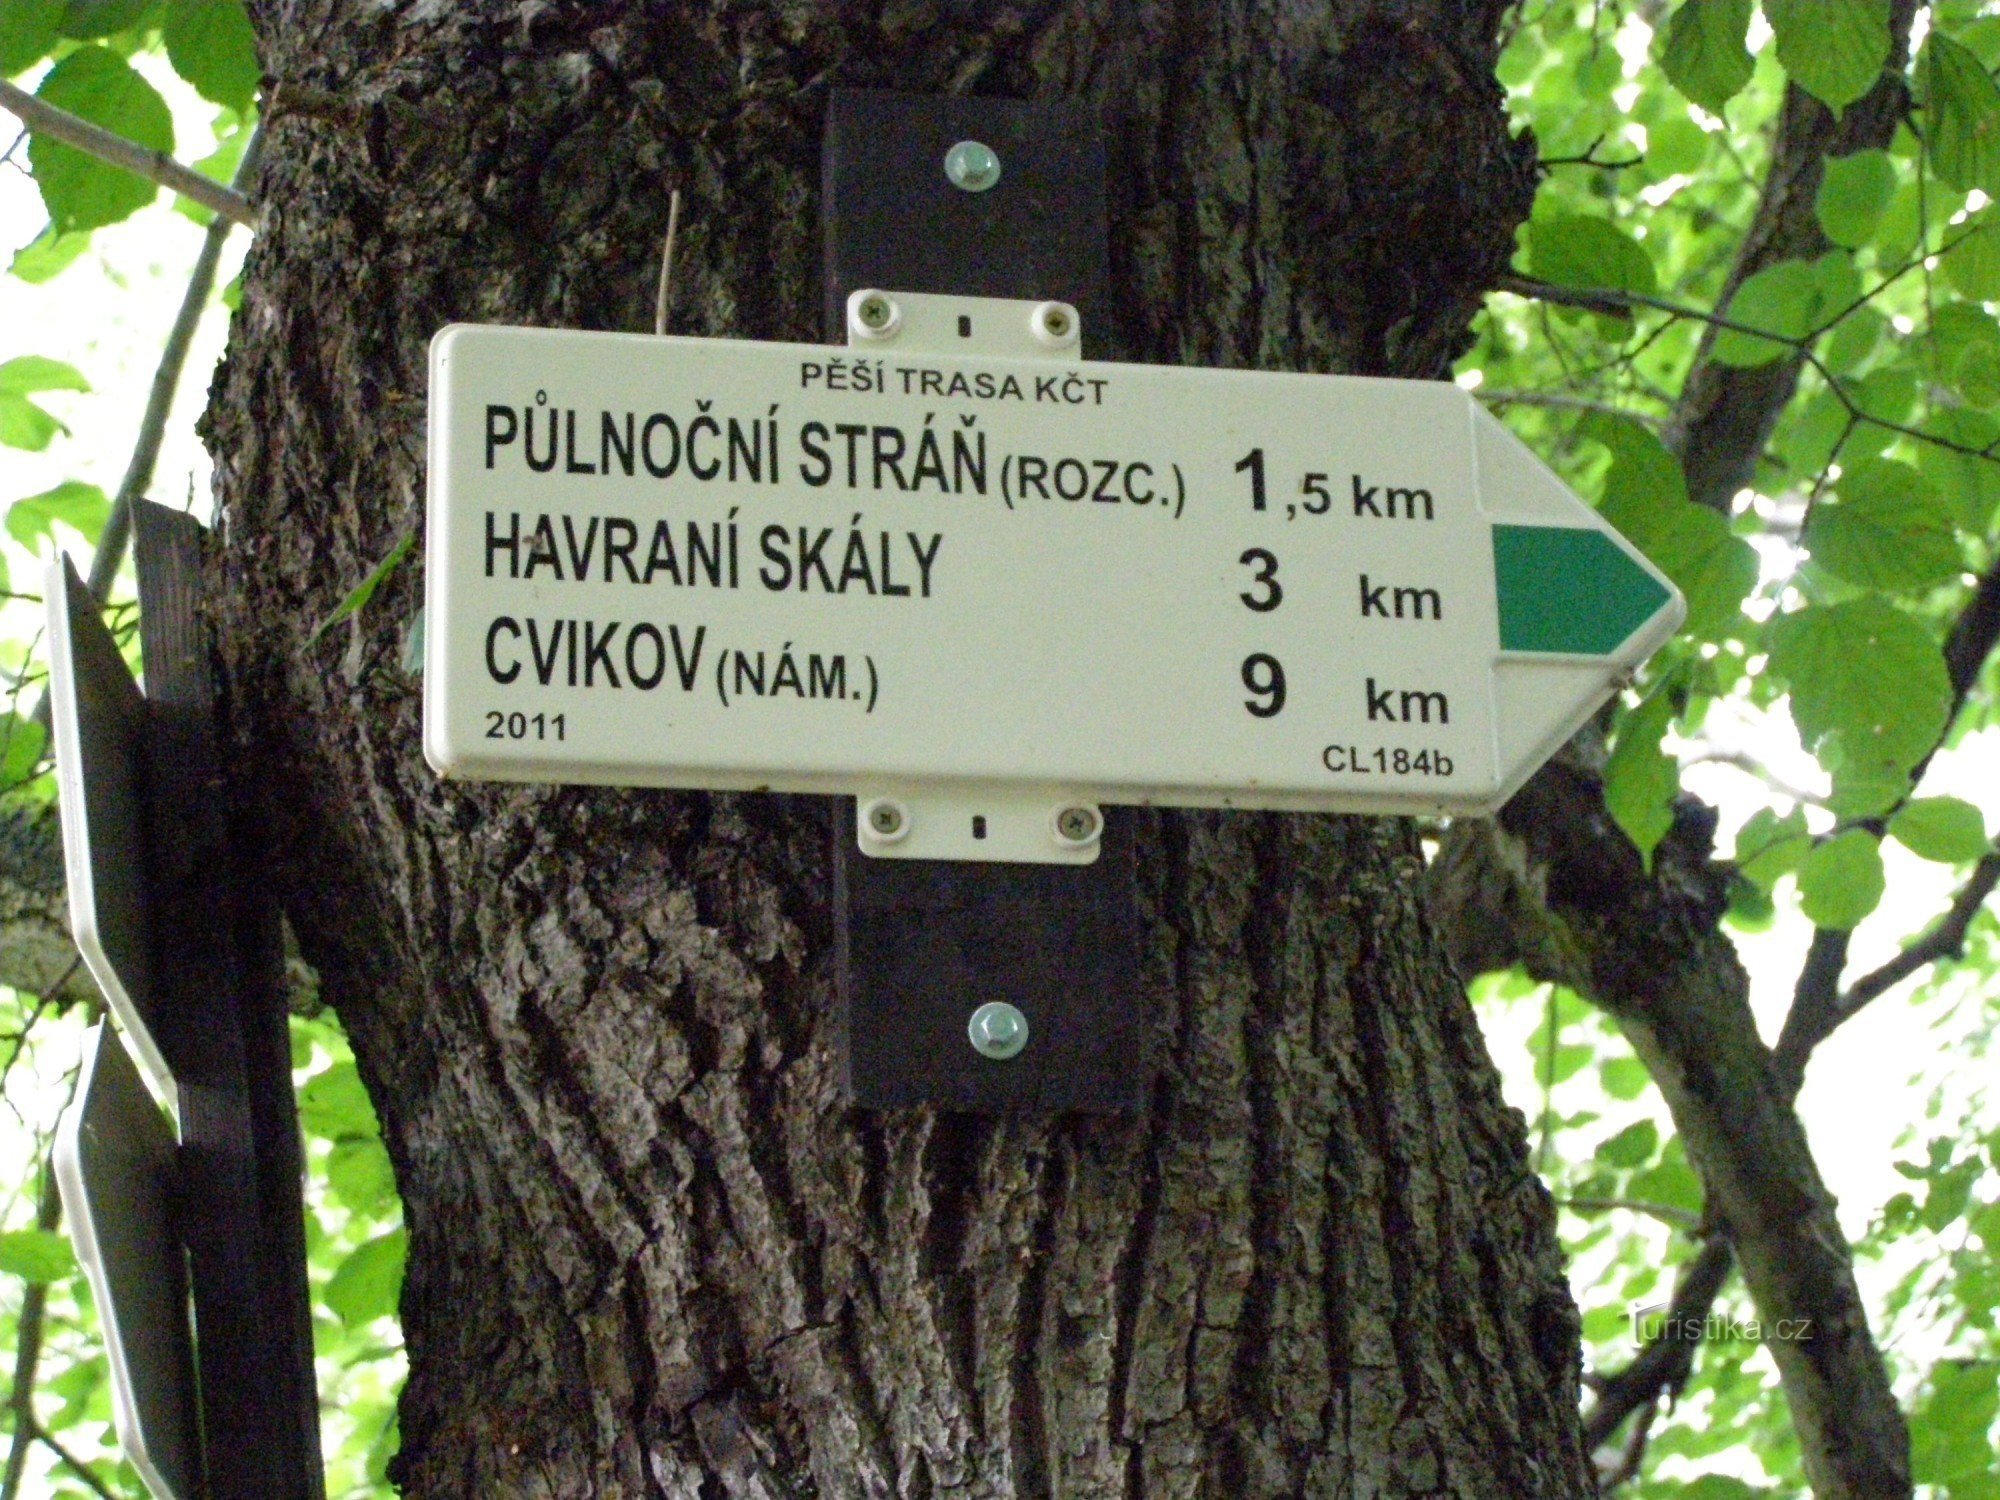 PĚŠÍ TRASA KČT
PŮLNOČNÍ STRÁŇ (ROZC.) 1,5 km
HAVRANÍ SKÁLY 3 km
CVIKOV (NÁM.) 9 km
2011 CL184b
Turistika.cz